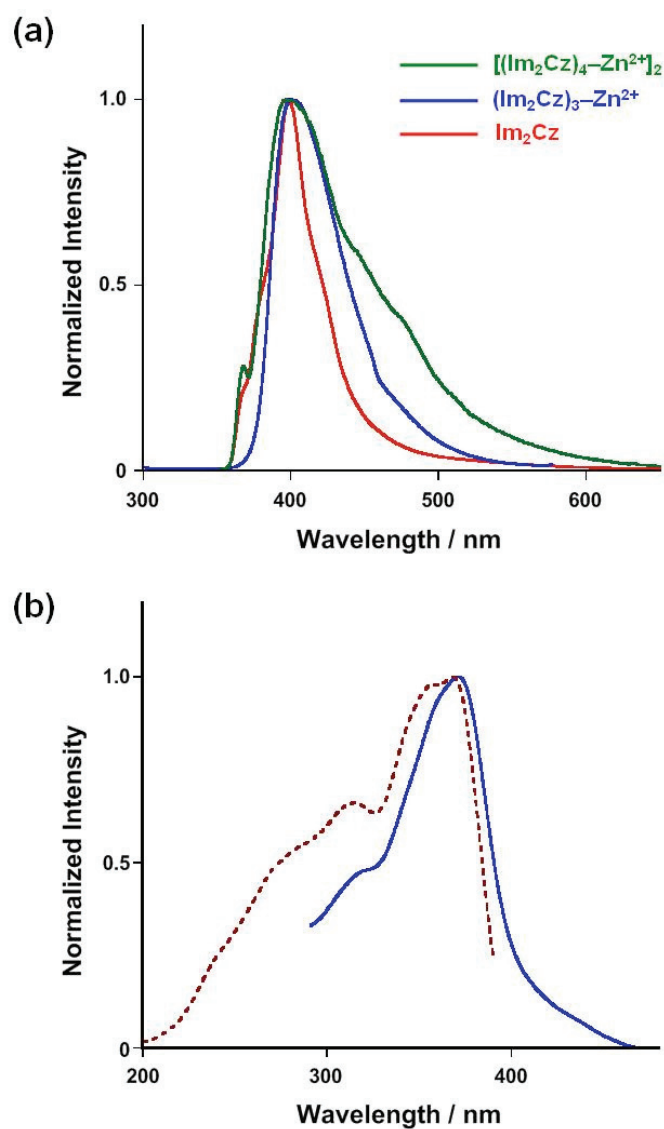 (a)
[(Im₂Cz)₄–Zn²⁺]₂
(Im₂Cz)₃–Zn²⁺
Im₂Cz
1.0
0.5
0
Normalized Intensity
300 400 500 600
Wavelength / nm
(b)
1.0
0.5
0
Normalized Intensity
200 300 400
Wavelength / nm